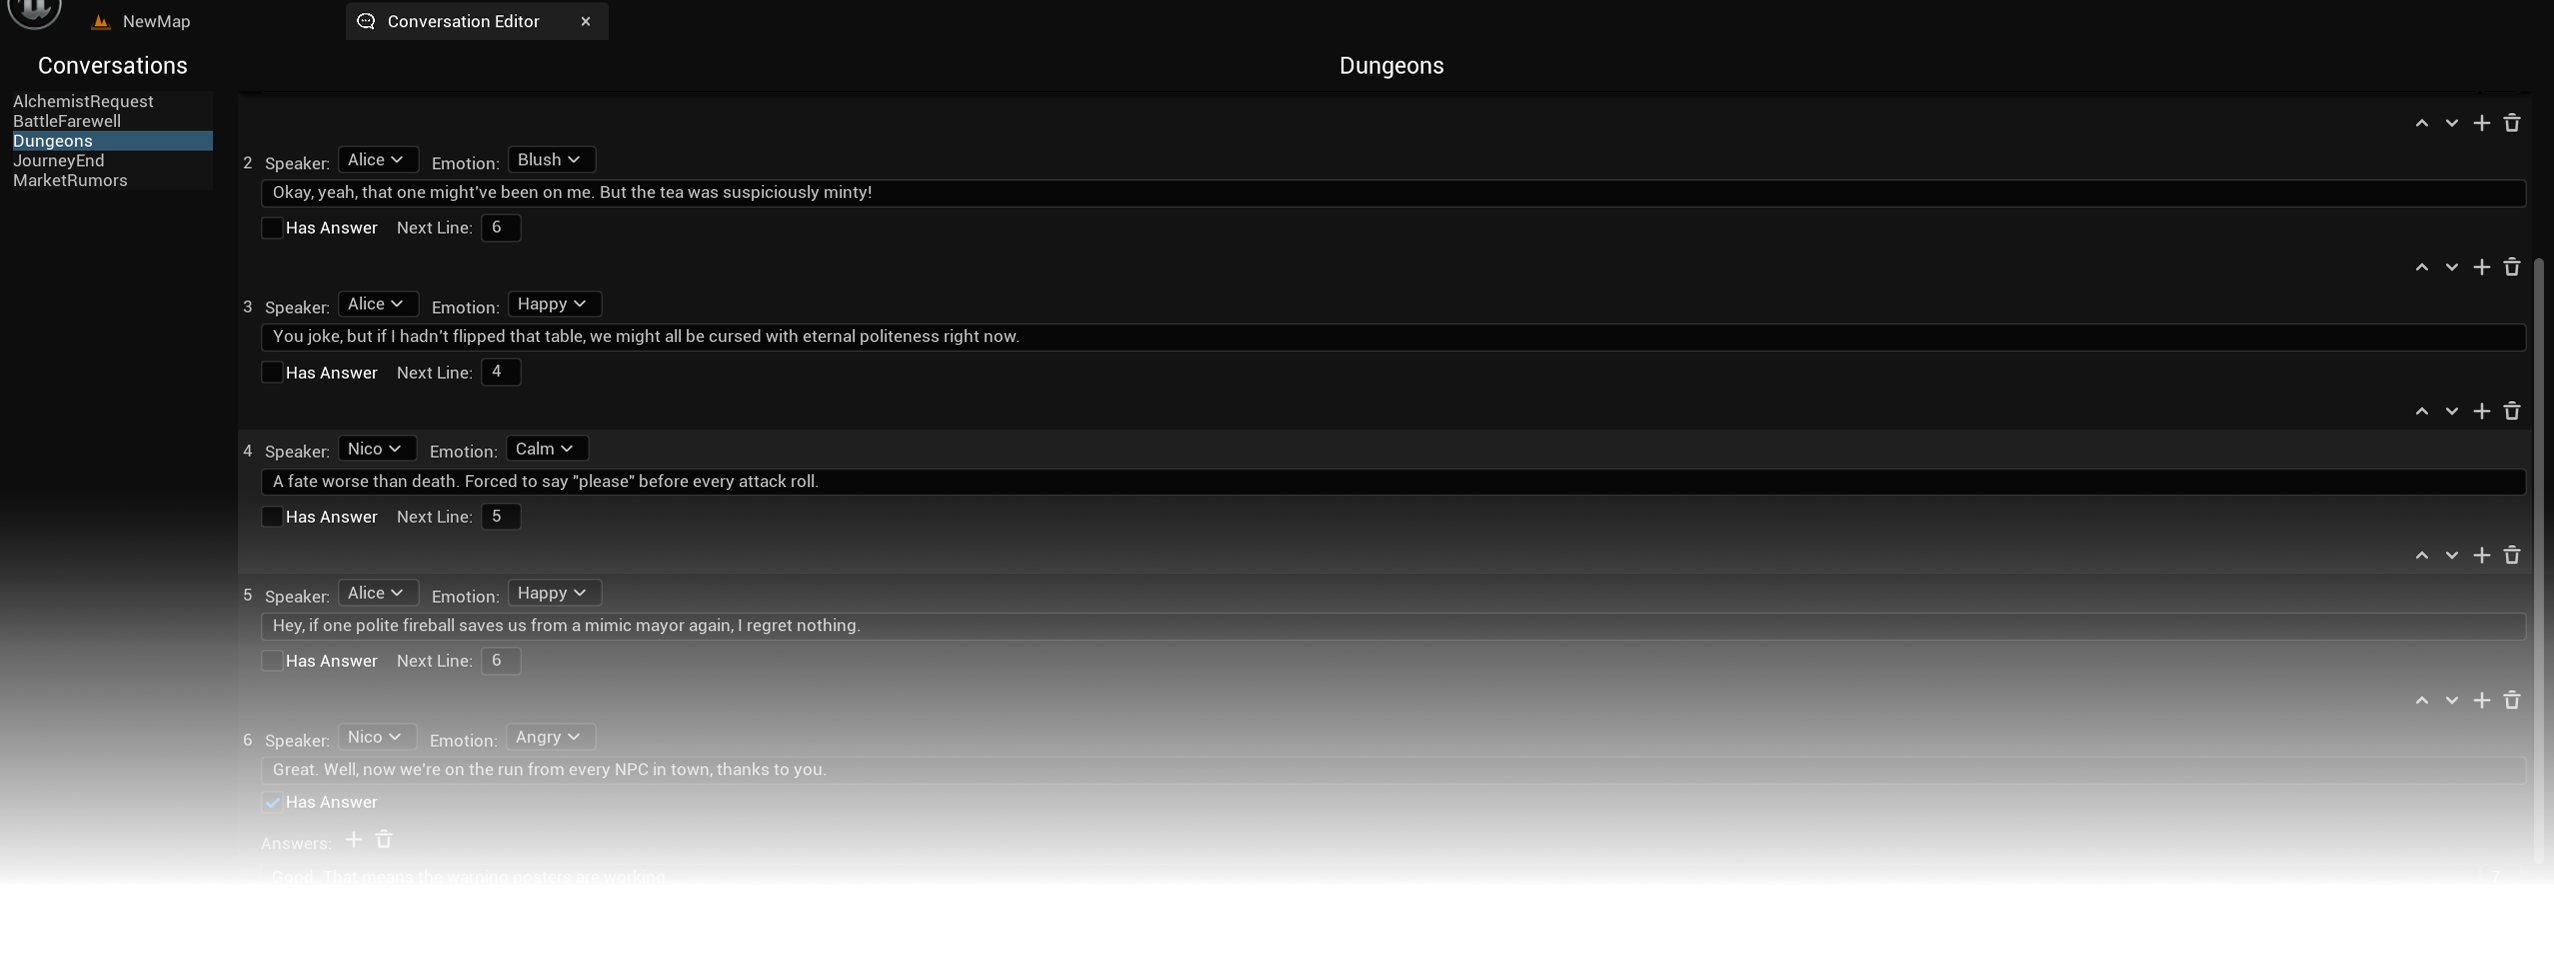 NewMap
Conversation Editor
Conversations
Dungeons
AlchemistRequest
BattleFarewell
Dungeons
JourneyEnd
MarketRumors
2 Speaker: Alice Emotion: Blush
Okay, yeah, that one might've been on me. But the tea was suspiciously minty!
Has Answer Next Line: 6
3 Speaker: Alice Emotion: Happy
You joke, but if I hadn't flipped that table, we might all be cursed with eternal politeness right now.
Has Answer Next Line: 4
4 Speaker: Nico Emotion: Calm
A fate worse than death. Forced to say "please" before every attack roll.
Has Answer Next Line: 5
5 Speaker: Alice Emotion: Happy
Hey, if one polite fireball saves us from a mimic mayor again, I regret nothing.
Has Answer Next Line: 6
6 Speaker: Nico Emotion: Angry
Great. Well, now we're on the run from every NPC in town, thanks to you.
Has Answer
Answers:
Good. That means the warning posters are working. 7